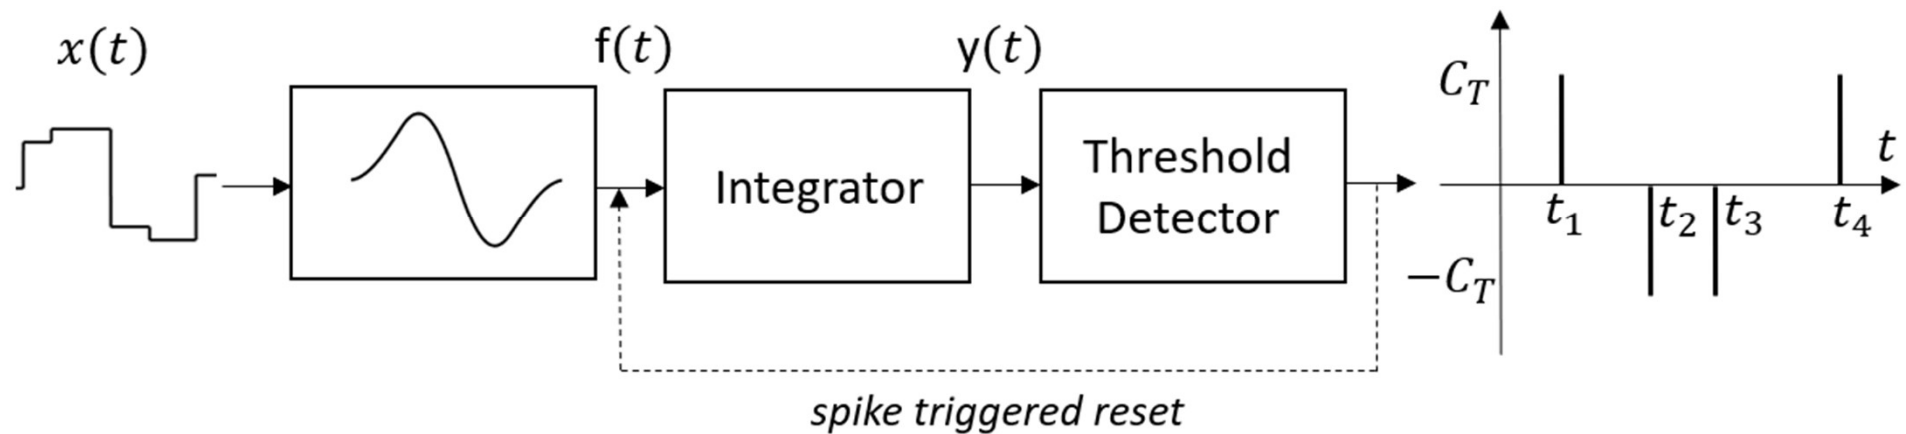 x(t)
f(t)
y(t)
Integrator
Threshold
Detector
spike triggered reset
C_T
t
t_1
t_2
t_3
t_4
−C_T